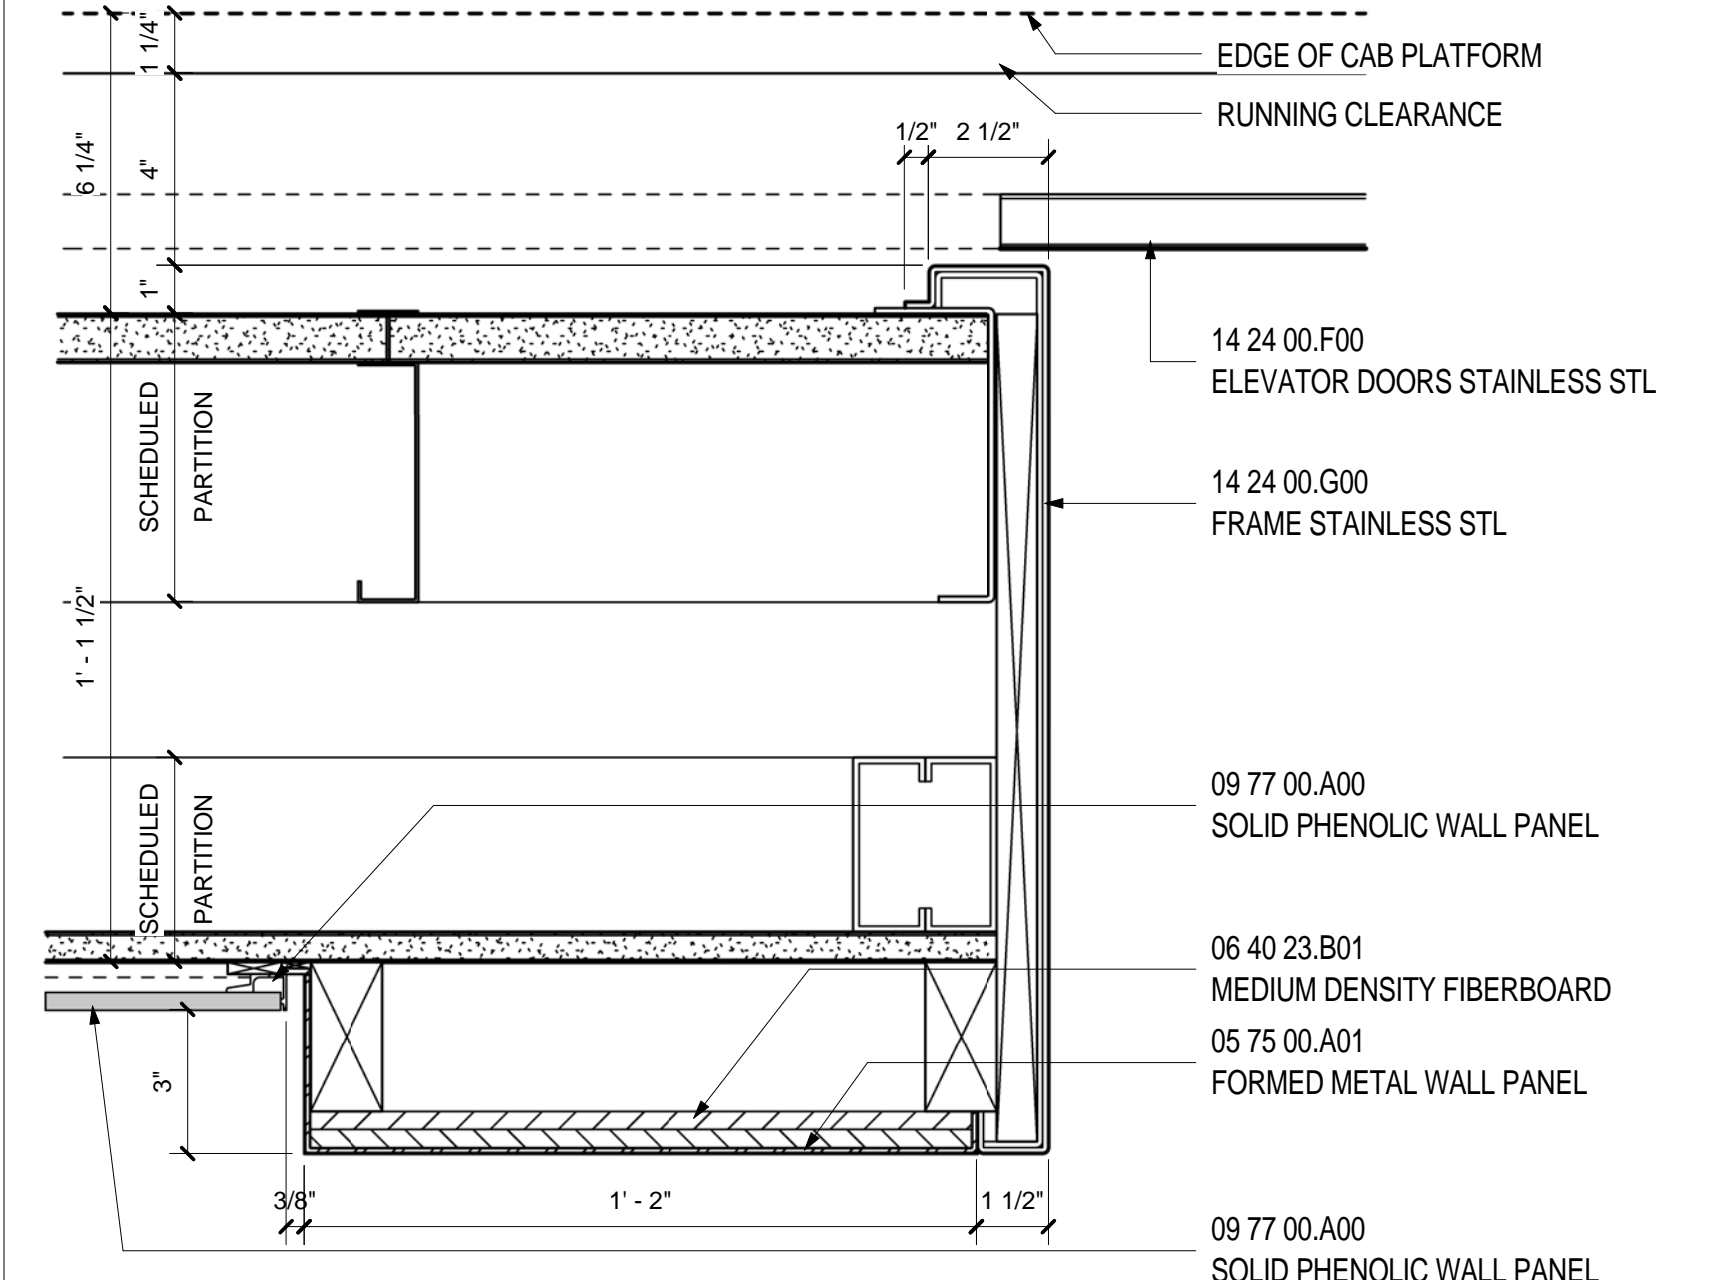 1 1/4"
EDGE OF CAB PLATFORM
RUNNING CLEARANCE
1/2"
2 1/2"
6 1/4"
4"
1"
14 24 00.F00
ELEVATOR DOORS STAINLESS STL
SCHEDULED
PARTITION
14 24 00.G00
FRAME STAINLESS STL
1' - 1 1/2"
09 77 00.A00
SOLID PHENOLIC WALL PANEL
SCHEDULED
PARTITION
06 40 23.B01
MEDIUM DENSITY FIBERBOARD
05 75 00.A01
FORMED METAL WALL PANEL
3"
3/8"
1' - 2"
1 1/2"
09 77 00.A00
SOLID PHENOLIC WALL PANEL